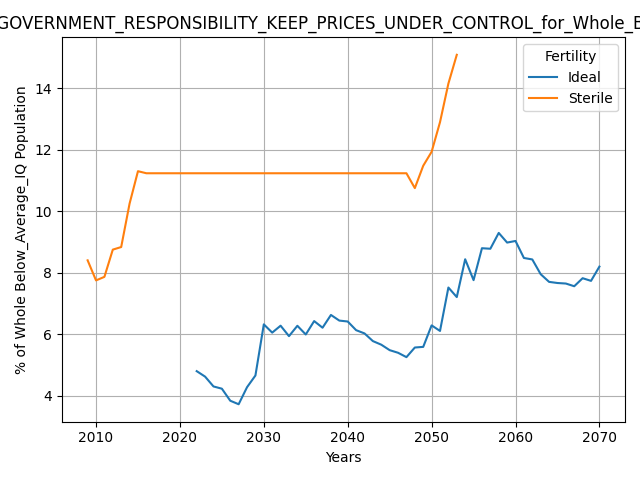 GOVERNMENT_RESPONSIBILITY_KEEP_PRICES_UNDER_CONTROL_for_Whole_B
Fertility
Ideal
Sterile
% of Whole Below_Average_IQ Population
14
12
10
8
6
4
2010 2020 2030 2040 2050 2060 2070
Years